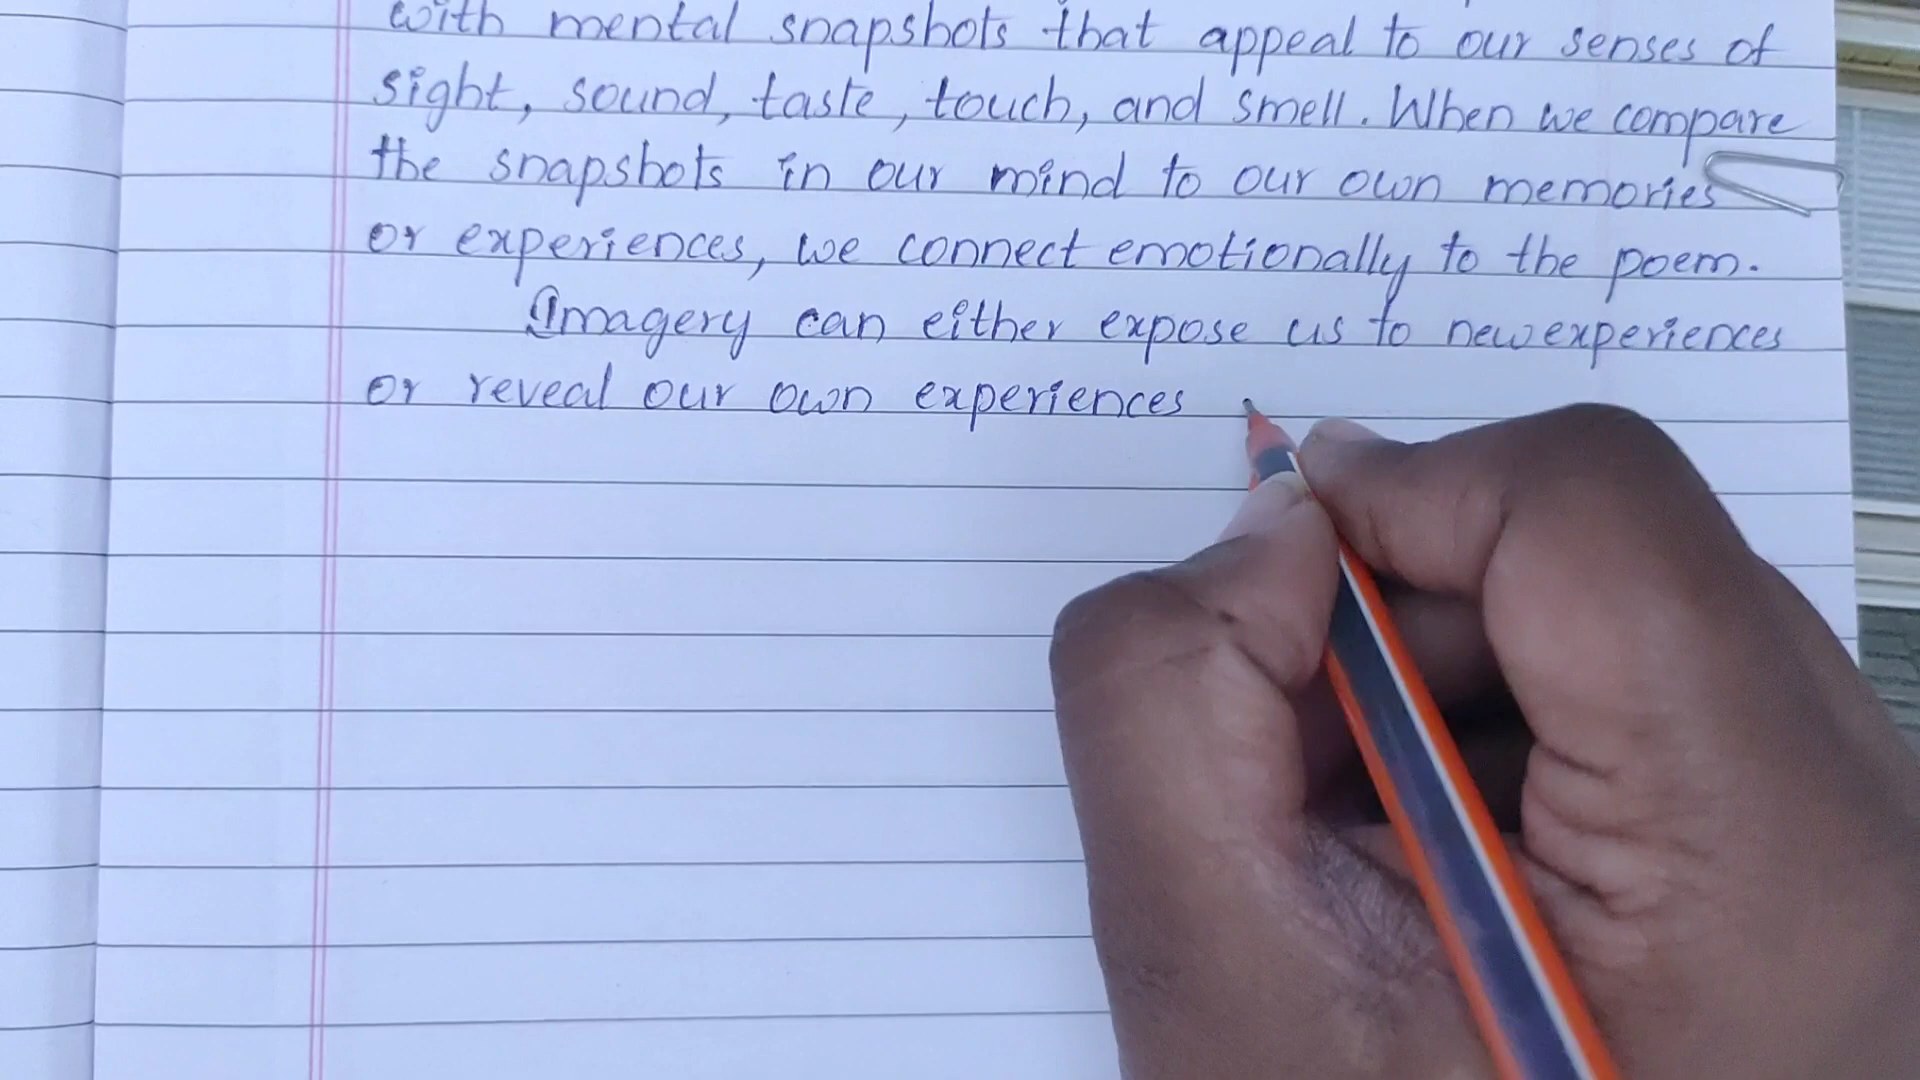 with mental snapshots that appeal to our senses of
sight, sound, taste, touch, and smell. When we compare
the snapshots in our mind to our own memories
or experiences, we connect emotionally to the poem.
Imagery can either expose us to new experiences
or reveal our own experiences